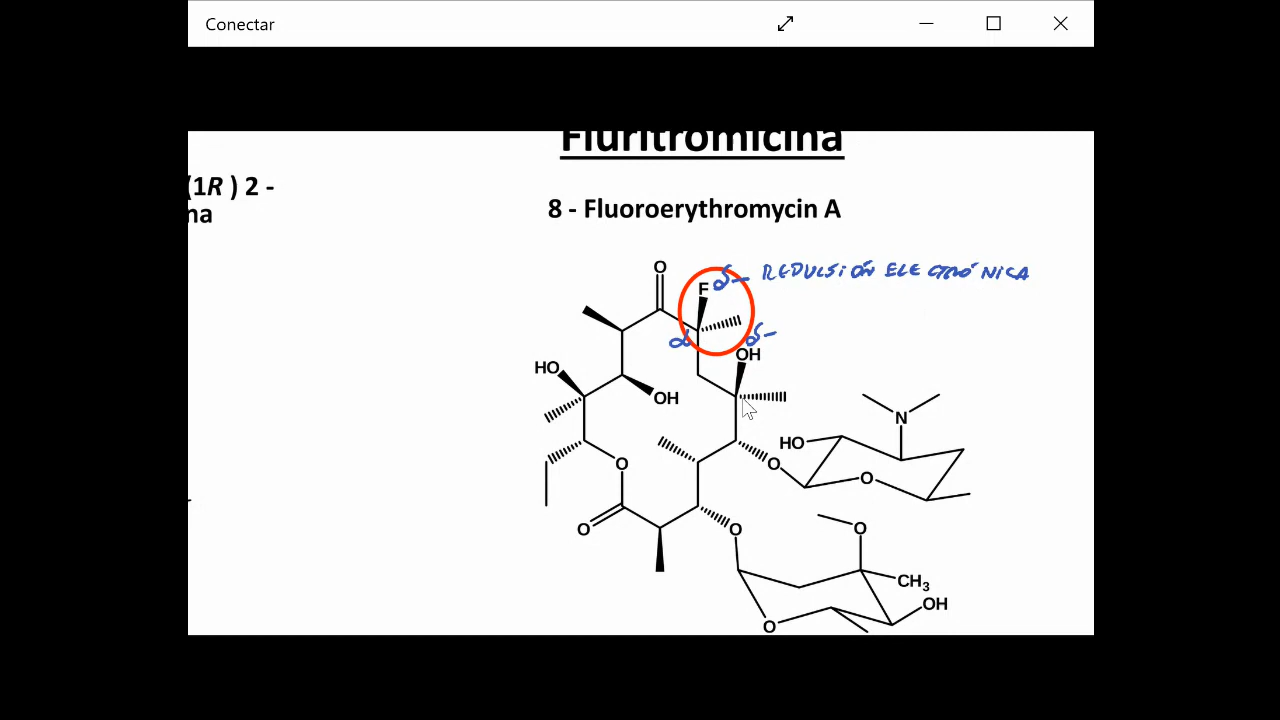 Conectar
Fluritromicina
(1R ) 2 -
na
8 - Fluoroerythromycin A
O
F
δ- REPULSIÓN ELECTRÓNICA
α
δ-
OH
HO
OH
N
HO
O
O
O
O
O
O
CH3
OH
O